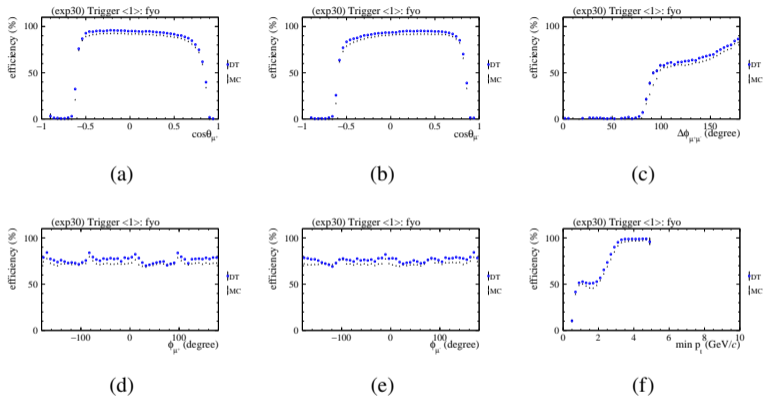 (exp30) Trigger <1>: fyo
efficiency (%)
100
50
0
−1 −0.5 0 0.5 1
cosθμ
DT
MC
(a)
(exp30) Trigger <1>: fyo
efficiency (%)
100
50
0
−1 −0.5 0 0.5 1
cosθμ
DT
MC
(b)
(exp30) Trigger <1>: fyo
efficiency (%)
100
50
0
0 50 100 150
Δφμμ (degree)
DT
MC
(c)
(exp30) Trigger <1>: fyo
efficiency (%)
100
50
0
−100 0 100
φμ (degree)
DT
MC
(d)
(exp30) Trigger <1>: fyo
efficiency (%)
100
50
0
−100 0 100
φμ (degree)
DT
MC
(e)
(exp30) Trigger <1>: fyo
efficiency (%)
100
50
0
0 2 4 6 8 10
min pt (GeV/c)
DT
MC
(f)